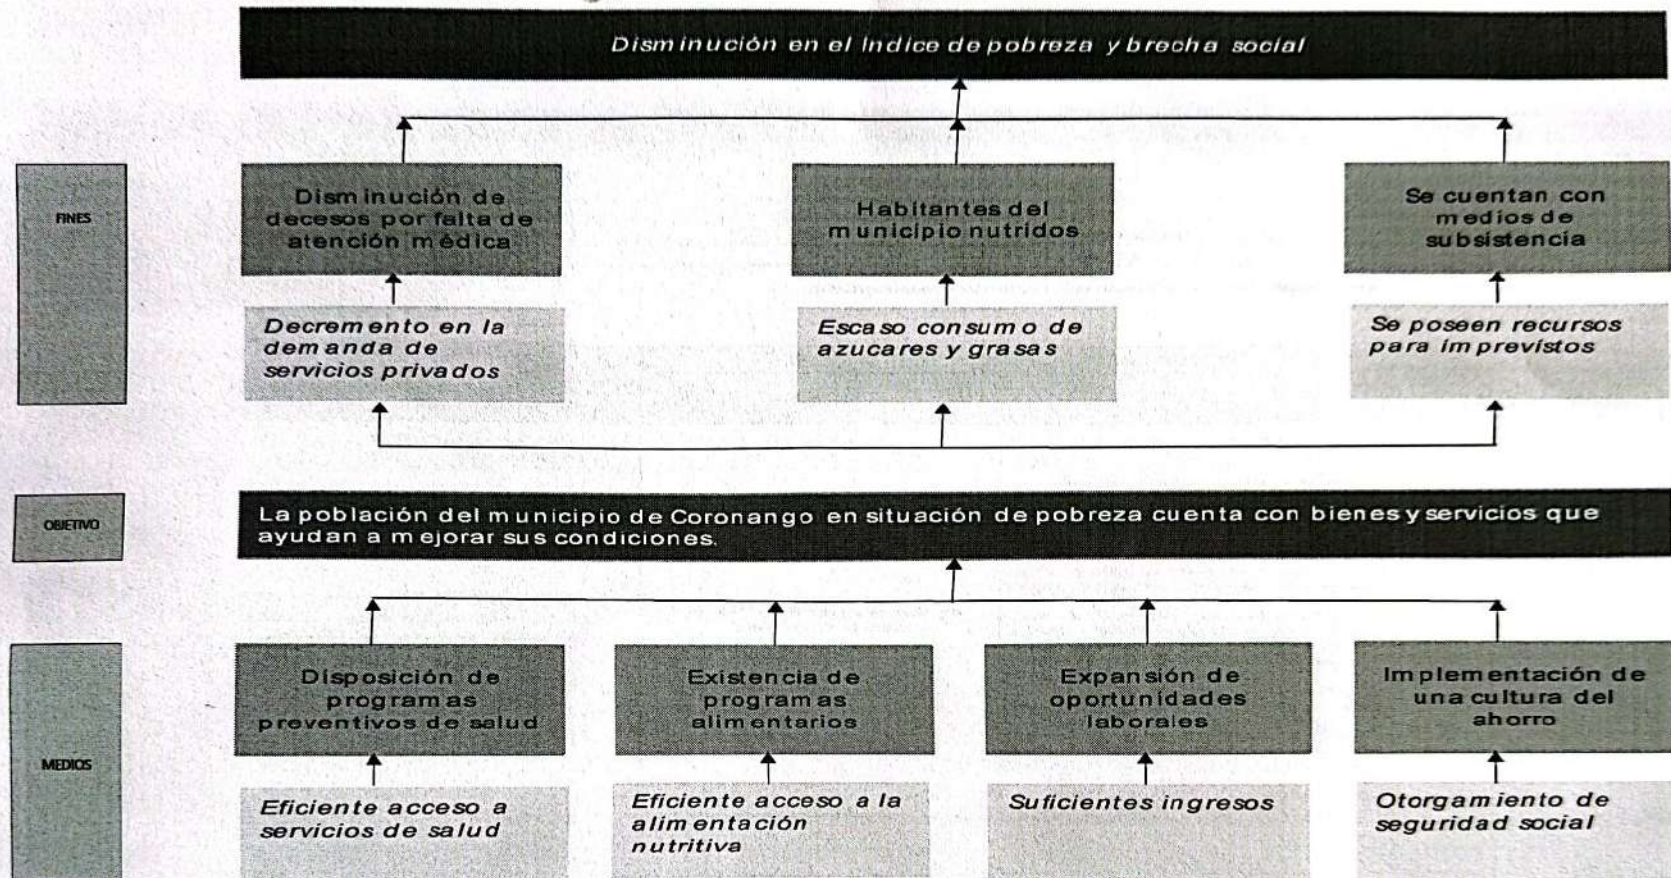 Disminución en el índice de pobreza y brecha social
FINES
Disminución de
decesos por falta de
atención médica
Habitantes del
municipio nutridos
Se cuentan con
medios de
subsistencia
Decremento en la
demanda de
servicios privados
Escaso consumo de
azucares y grasas
Se poseen recursos
para imprevistos
OBJETIVO
La población del municipio de Coronango en situación de pobreza cuenta con bienes y servicios que
ayudan a mejorar sus condiciones.
MEDIOS
Disposición de
programas
preventivos de salud
Existencia de
programas
alimentarios
Expansión de
oportunidades
laborales
Implementación de
una cultura del
ahorro
Eficiente acceso a
servicios de salud
Eficiente acceso a la
alimentación
nutritiva
Suficientes ingresos
Otorgamiento de
seguridad social